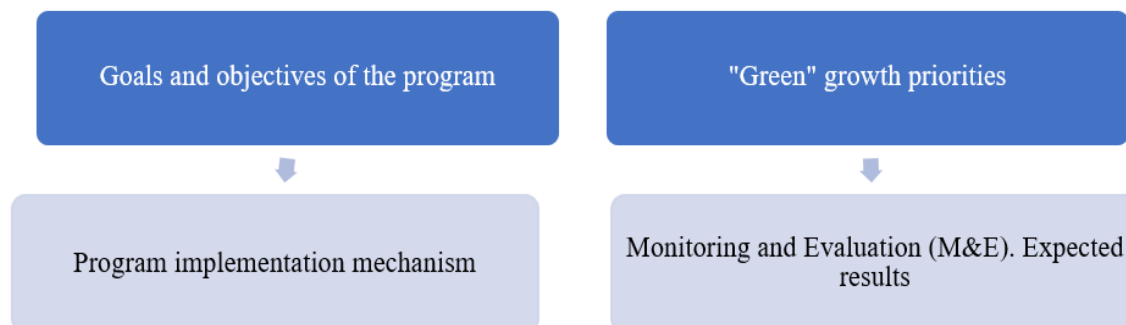 Goals and objectives of the program
"Green" growth priorities
Program implementation mechanism
Monitoring and Evaluation (M&E). Expected
results